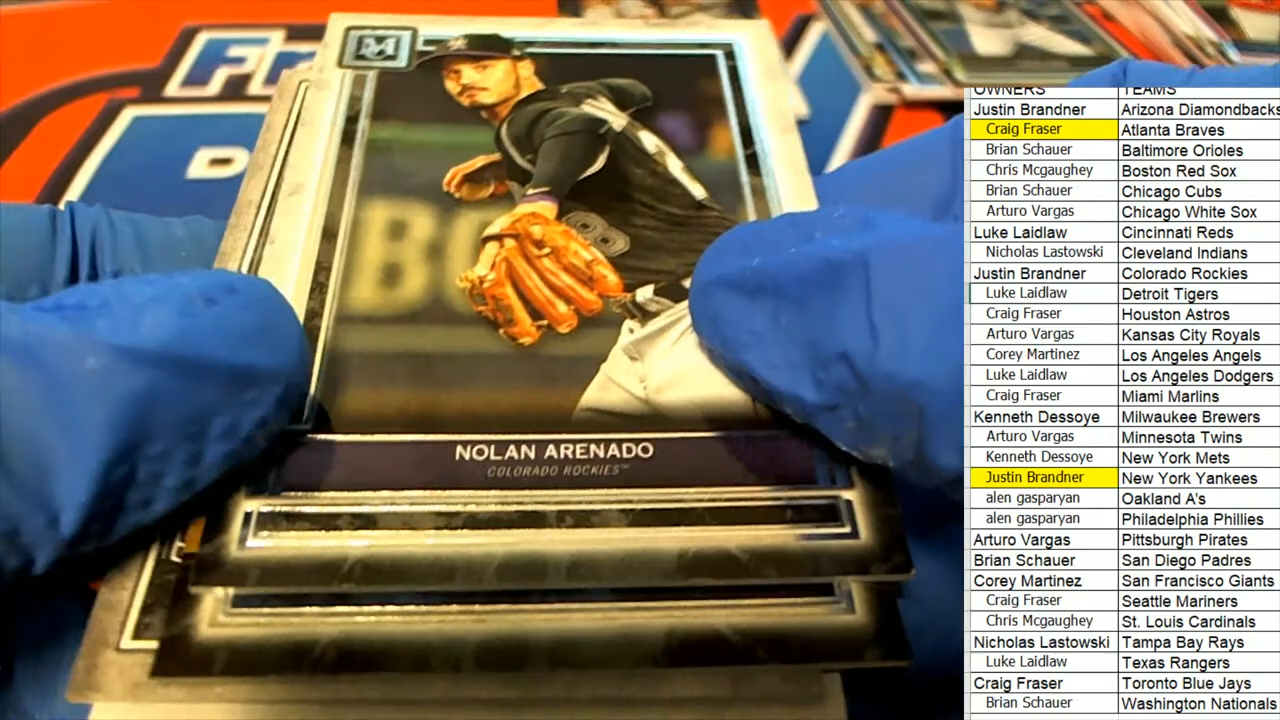 Fr
D
MC
8
NOLAN ARENADO
COLORADO ROCKIES™
OWNERS TEAMS
Justin Brandner Arizona Diamondbacks
Craig Fraser Atlanta Braves
Brian Schauer Baltimore Orioles
Chris Mcgaughey Boston Red Sox
Brian Schauer Chicago Cubs
Arturo Vargas Chicago White Sox
Luke Laidlaw Cincinnati Reds
Nicholas Lastowski Cleveland Indians
Justin Brandner Colorado Rockies
Luke Laidlaw Detroit Tigers
Craig Fraser Houston Astros
Arturo Vargas Kansas City Royals
Corey Martinez Los Angeles Angels
Luke Laidlaw Los Angeles Dodgers
Craig Fraser Miami Marlins
Kenneth Dessoye Milwaukee Brewers
Arturo Vargas Minnesota Twins
Kenneth Dessoye New York Mets
Justin Brandner New York Yankees
alen gasparyan Oakland A's
alen gasparyan Philadelphia Phillies
Arturo Vargas Pittsburgh Pirates
Brian Schauer San Diego Padres
Corey Martinez San Francisco Giants
Craig Fraser Seattle Mariners
Chris Mcgaughey St. Louis Cardinals
Nicholas Lastowski Tampa Bay Rays
Luke Laidlaw Texas Rangers
Craig Fraser Toronto Blue Jays
Brian Schauer Washington Nationals